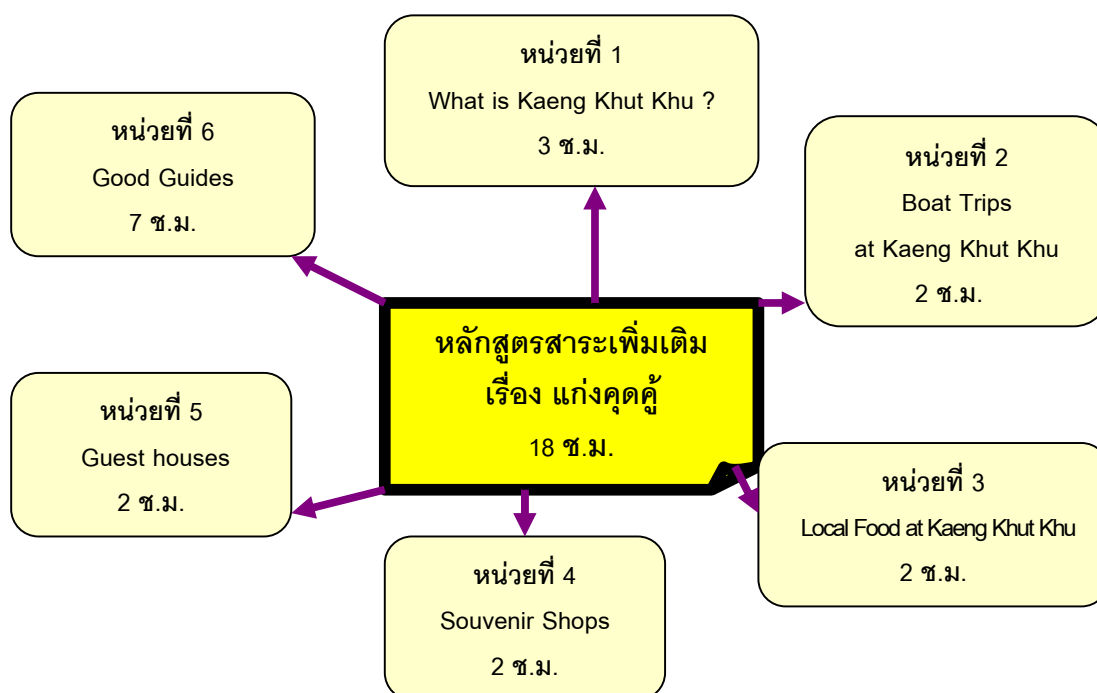 หน่วยที่ 1
What is Kaeng Khut Khu ?
3 ช.ม.
หน่วยที่ 6
Good Guides
7 ช.ม.
หน่วยที่ 2
Boat Trips
at Kaeng Khut Khu
2 ช.ม.
หลักสูตรสาระเพิ่มเติม
เรื่อง แก่งคุดคู้
18 ช.ม.
หน่วยที่ 5
Guest houses
2 ช.ม.
หน่วยที่ 3
Local Food at Kaeng Khut Khu
2 ช.ม.
หน่วยที่ 4
Souvenir Shops
2 ช.ม.